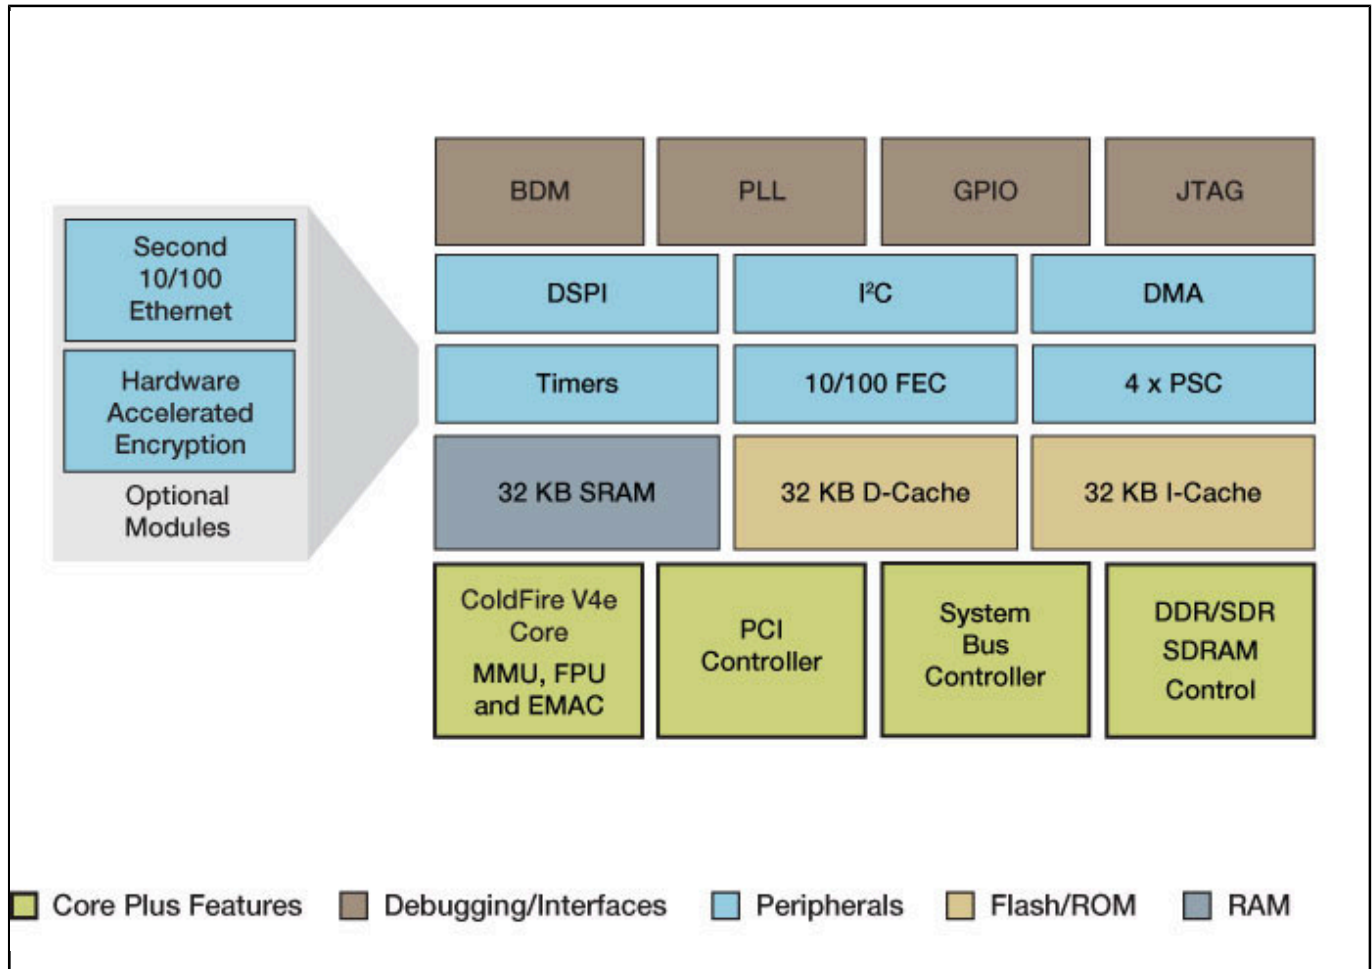 BDM
PLL
GPIO
JTAG
Second
10/100
Ethernet
Hardware
Accelerated
Encryption
Optional
Modules
DSPI
I²C
DMA
Timers
10/100 FEC
4 x PSC
32 KB SRAM
32 KB D-Cache
32 KB I-Cache
ColdFire V4e
Core
MMU, FPU
and EMAC
PCI
Controller
System
Bus
Controller
DDR/SDR
SDRAM
Control
Core Plus Features
Debugging/Interfaces
Peripherals
Flash/ROM
RAM